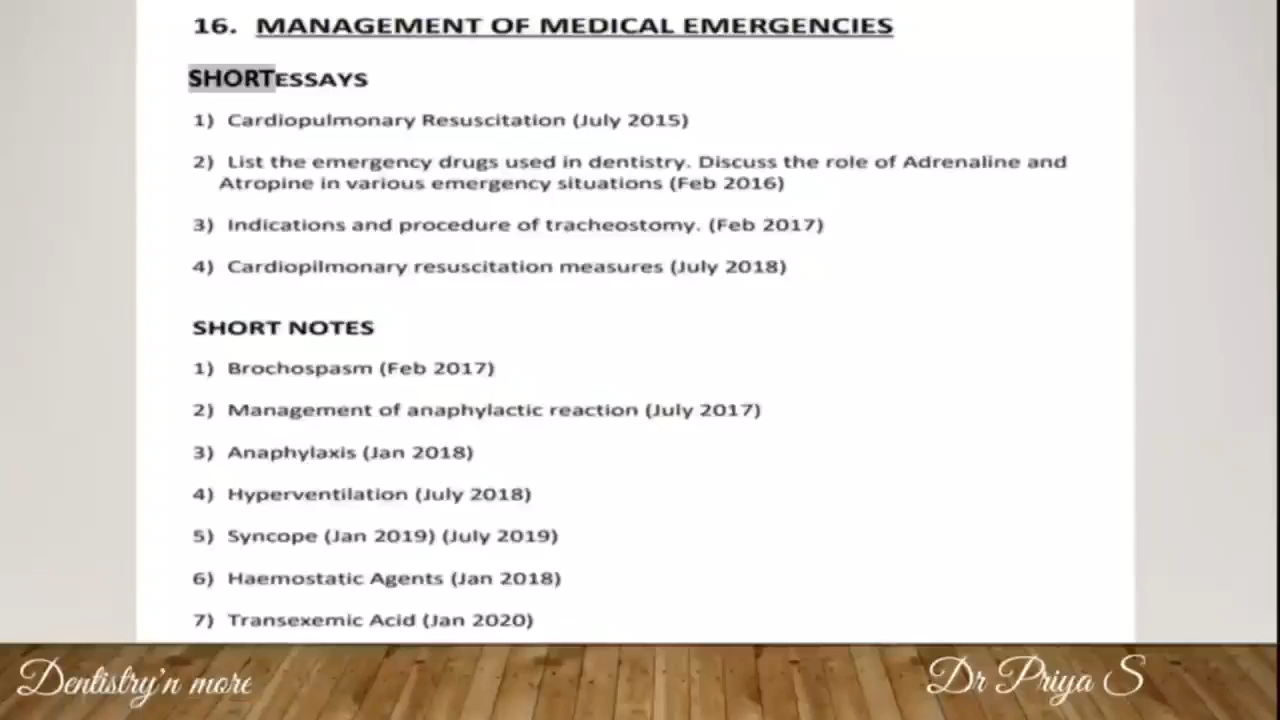 16. MANAGEMENT OF MEDICAL EMERGENCIES
SHORTESSAYS
1) Cardiopulmonary Resuscitation (July 2015)
2) List the emergency drugs used in dentistry. Discuss the role of Adrenaline and
Atropine in various emergency situations (Feb 2016)
3) Indications and procedure of tracheostomy. (Feb 2017)
4) Cardiopilmonary resuscitation measures (July 2018)
SHORT NOTES
1) Brochospasm (Feb 2017)
2) Management of anaphylactic reaction (July 2017)
3) Anaphylaxis (Jan 2018)
4) Hyperventilation (July 2018)
5) Syncope (Jan 2019) (July 2019)
6) Haemostatic Agents (Jan 2018)
7) Transexemic Acid (Jan 2020)
Dentistry'n more
Dr Priya S